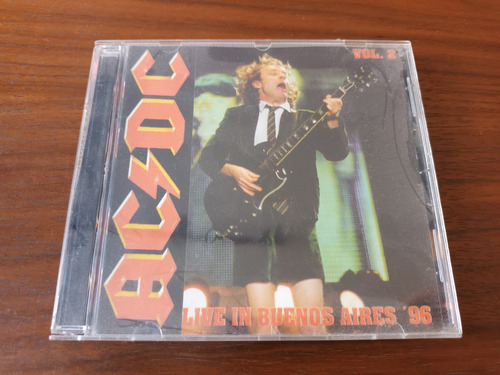 VOL. 2
AC⚡DC
LIVE IN BUENOS AIRES '96